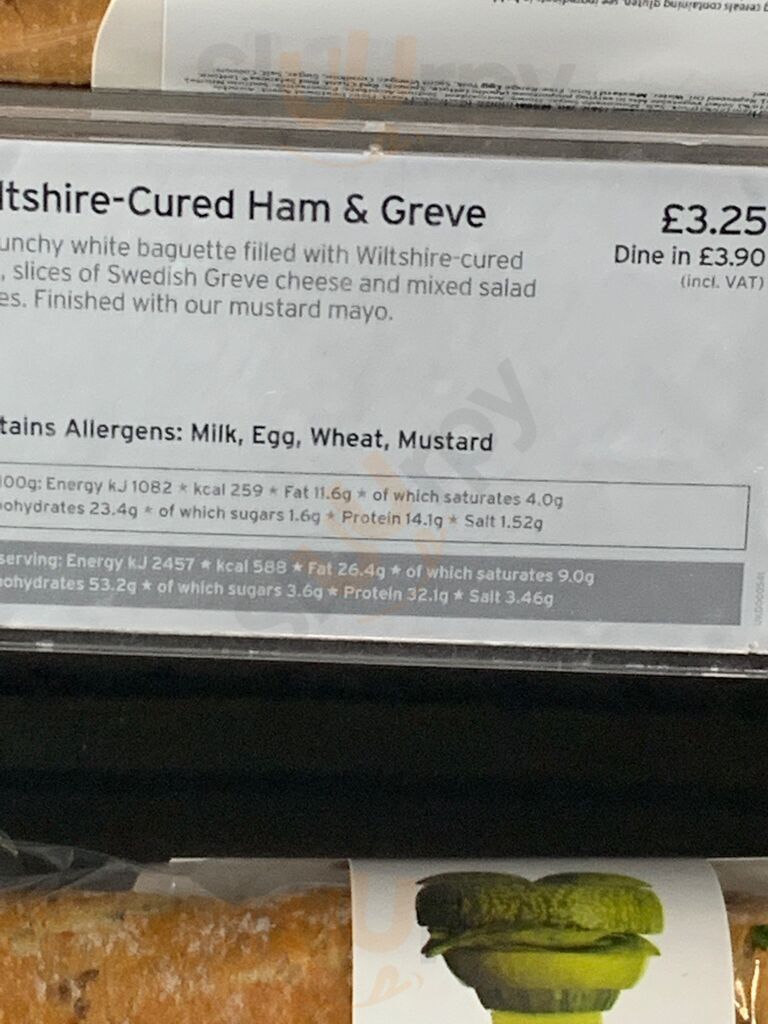 ltshire-Cured Ham & Greve
£3.25
unchy white baguette filled with Wiltshire-cured
Dine in £3.90
, slices of Swedish Greve cheese and mixed salad
(incl. VAT)
es. Finished with our mustard mayo.
tains Allergens: Milk, Egg, Wheat, Mustard
00g: Energy kJ 1082 * kcal 259 * Fat 11.6g * of which saturates 4.0g
ohydrates 23.4g * of which sugars 1.6g * Protein 14.1g * Salt 1.52g
serving: Energy kJ 2457 * kcal 588 * Fat 26.4g * of which saturates 9.0g
ohydrates 53.2g * of which sugars 3.6g * Protein 32.1g * Salt 3.46g